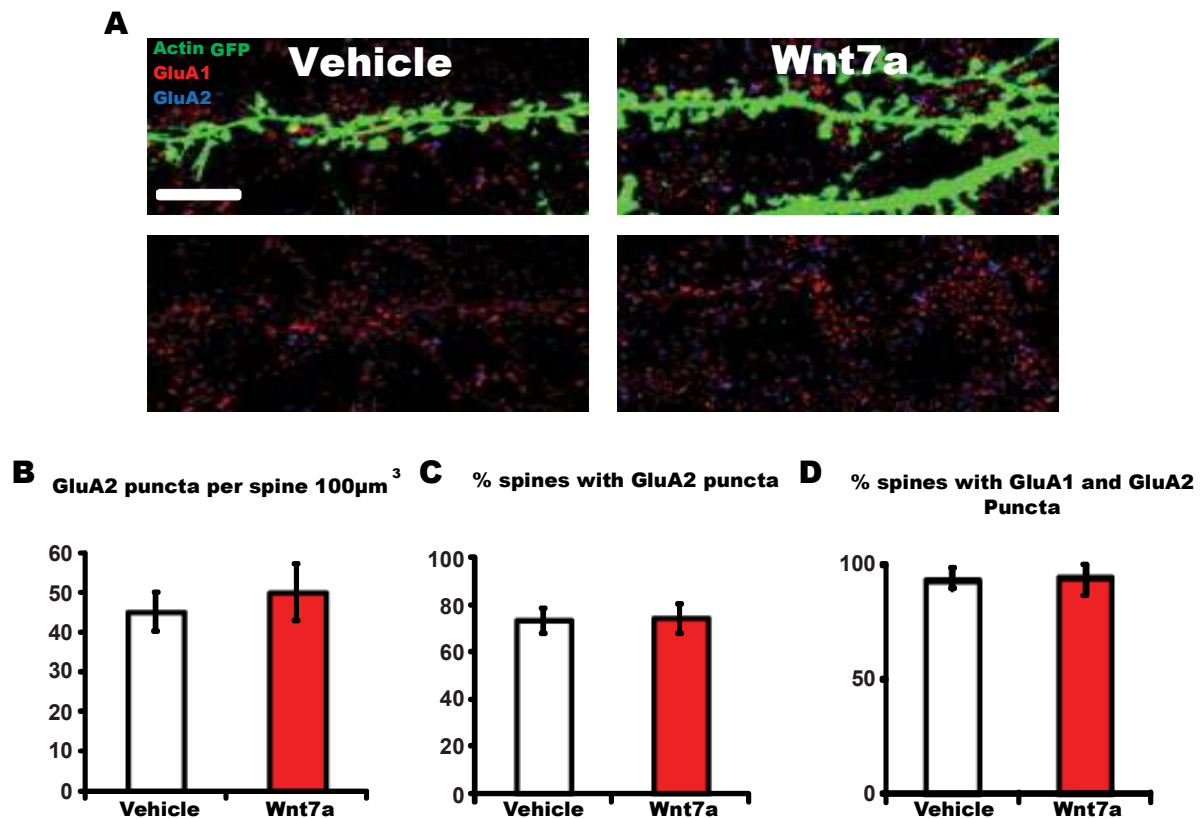 A
Actin GFP
GluA1
GluA2
Vehicle
Wnt7a
B
GluA2 puncta per spine 100µm³
60
50
40
30
20
10
0
Vehicle
Wnt7a
C
% spines with GluA2 puncta
100
80
60
40
20
0
Vehicle
Wnt7a
D
% spines with GluA1 and GluA2
Puncta
100
50
0
Vehicle
Wnt7a